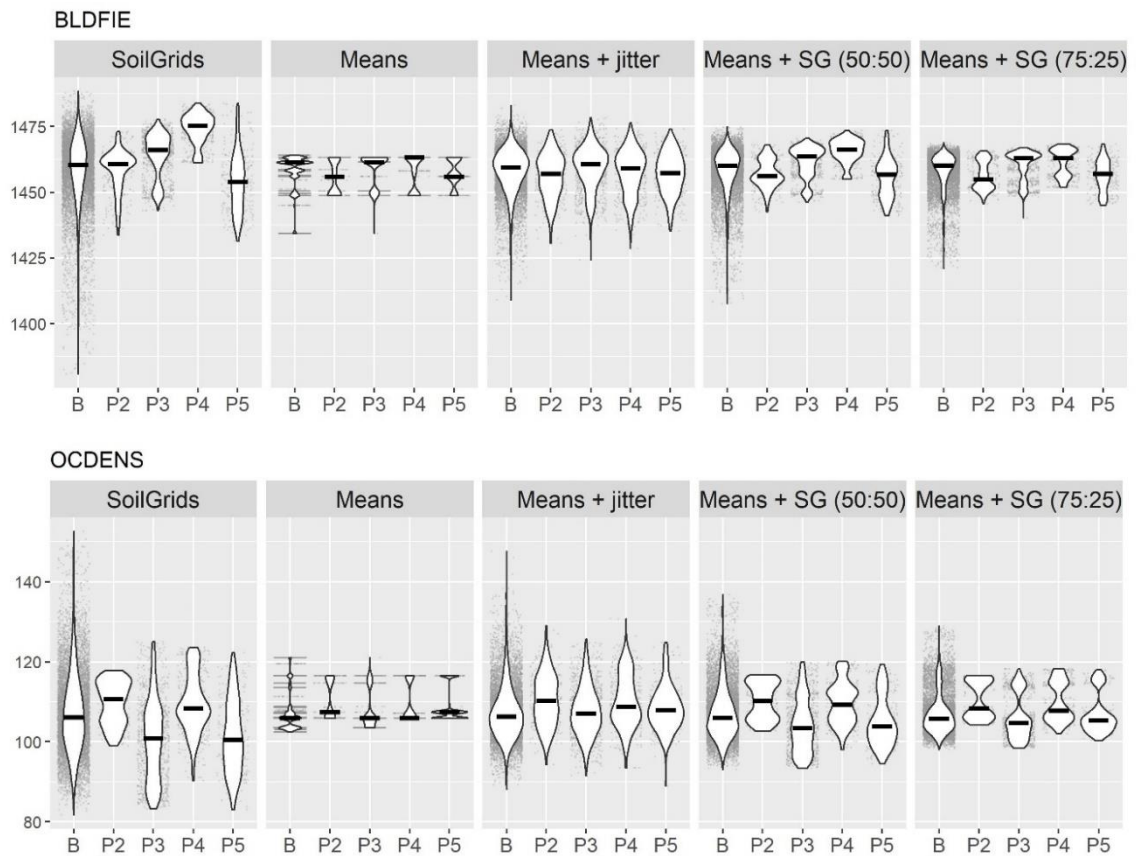 BLDFIE
SoilGrids Means Means + jitter Means + SG (50:50) Means + SG (75:25)
1475
1450
1425
1400
B P2 P3 P4 P5 B P2 P3 P4 P5 B P2 P3 P4 P5 B P2 P3 P4 P5 B P2 P3 P4 P5
OCDENS
SoilGrids Means Means + jitter Means + SG (50:50) Means + SG (75:25)
140
120
100
80
B P2 P3 P4 P5 B P2 P3 P4 P5 B P2 P3 P4 P5 B P2 P3 P4 P5 B P2 P3 P4 P5